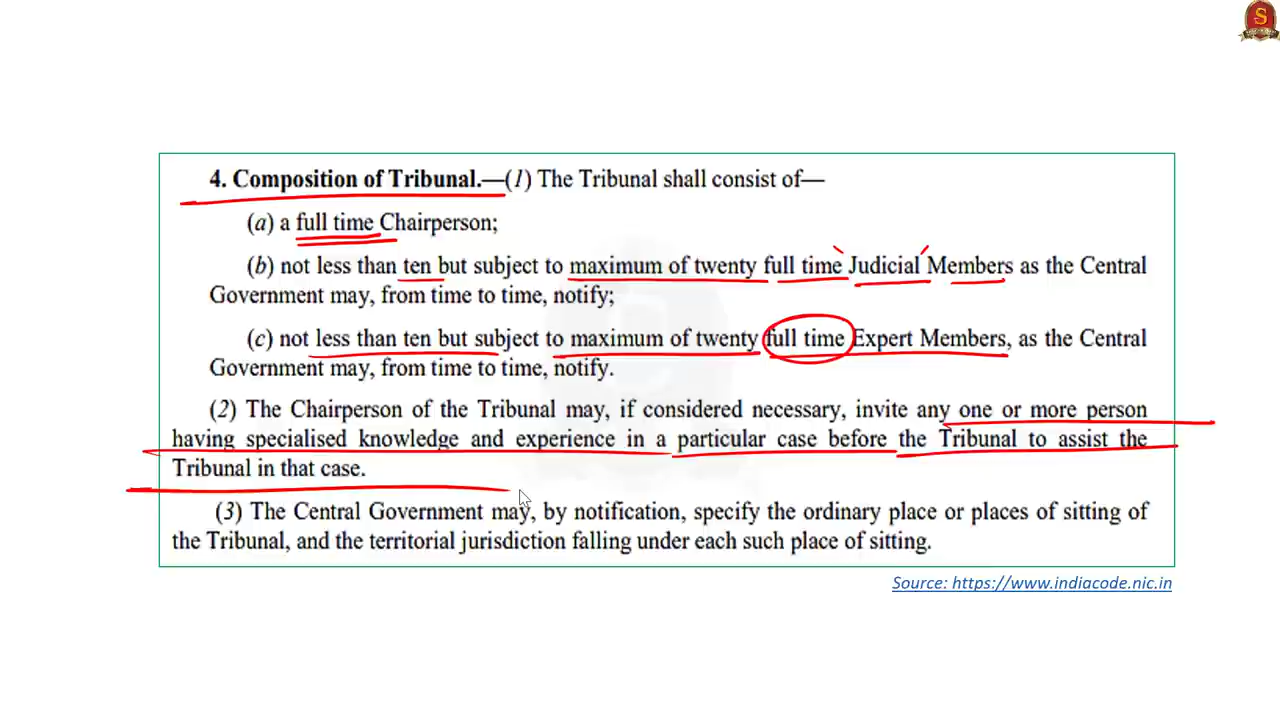 S
4. Composition of Tribunal.—(1) The Tribunal shall consist of—
(a) a full time Chairperson;
(b) not less than ten but subject to maximum of twenty full time Judicial Members as the Central
Government may, from time to time, notify;
(c) not less than ten but subject to maximum of twenty full time Expert Members, as the Central
Government may, from time to time, notify.
(2) The Chairperson of the Tribunal may, if considered necessary, invite any one or more person
having specialised knowledge and experience in a particular case before the Tribunal to assist the
Tribunal in that case.
(3) The Central Government may, by notification, specify the ordinary place or places of sitting of
the Tribunal, and the territorial jurisdiction falling under each such place of sitting.
Source: https://www.indiacode.nic.in